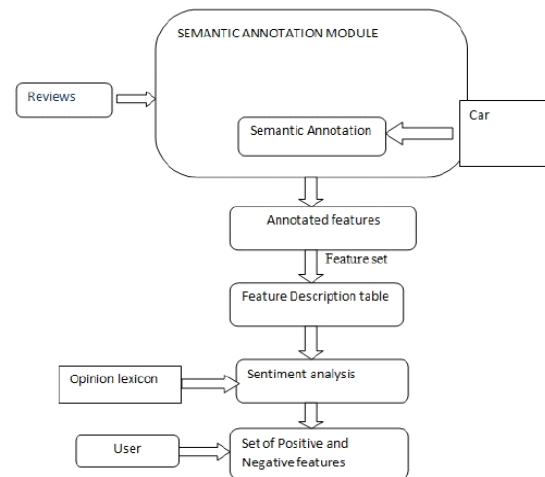 SEMANTIC ANNOTATION MODULE
Reviews
Car
Semantic Annotation
Annotated features
Feature set
Feature Description table
Opinion lexicon
Sentiment analysis
User
Set of Positive and
Negative features